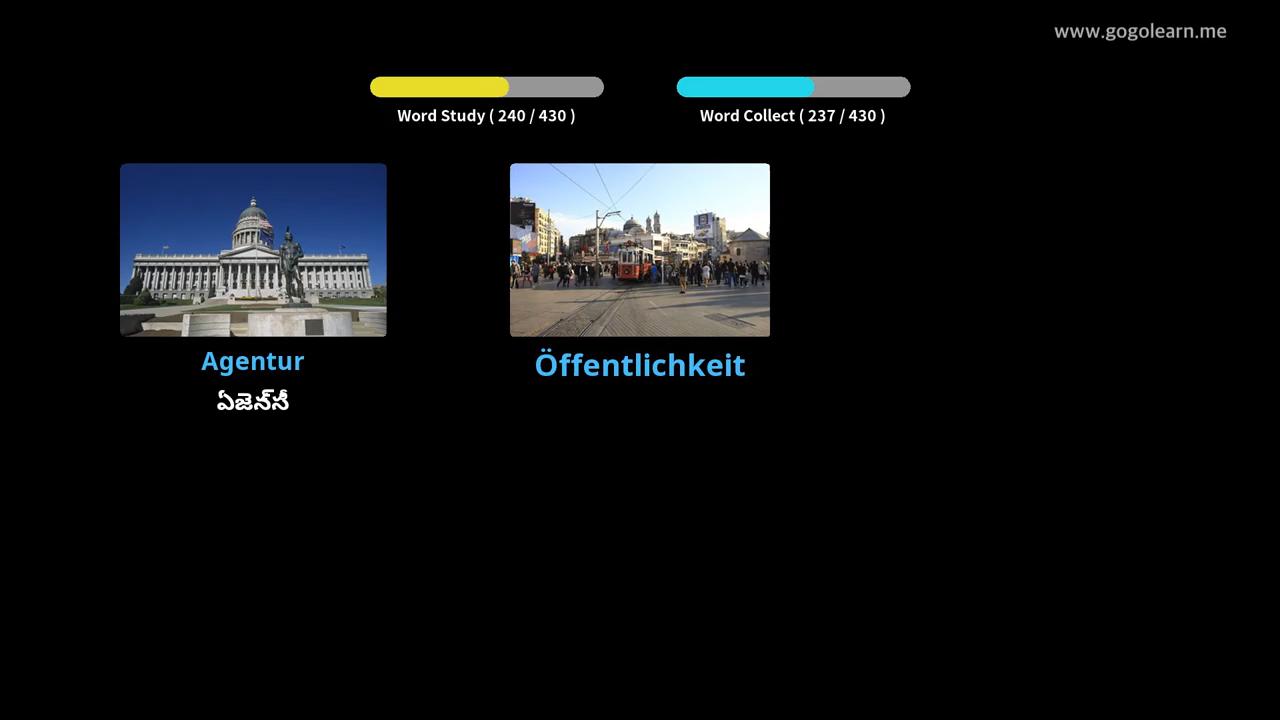 www.gogolearn.me
Word Study ( 240 / 430 )
Word Collect ( 237 / 430 )
Agentur
ఏజెన్‌సీ
Öffentlichkeit